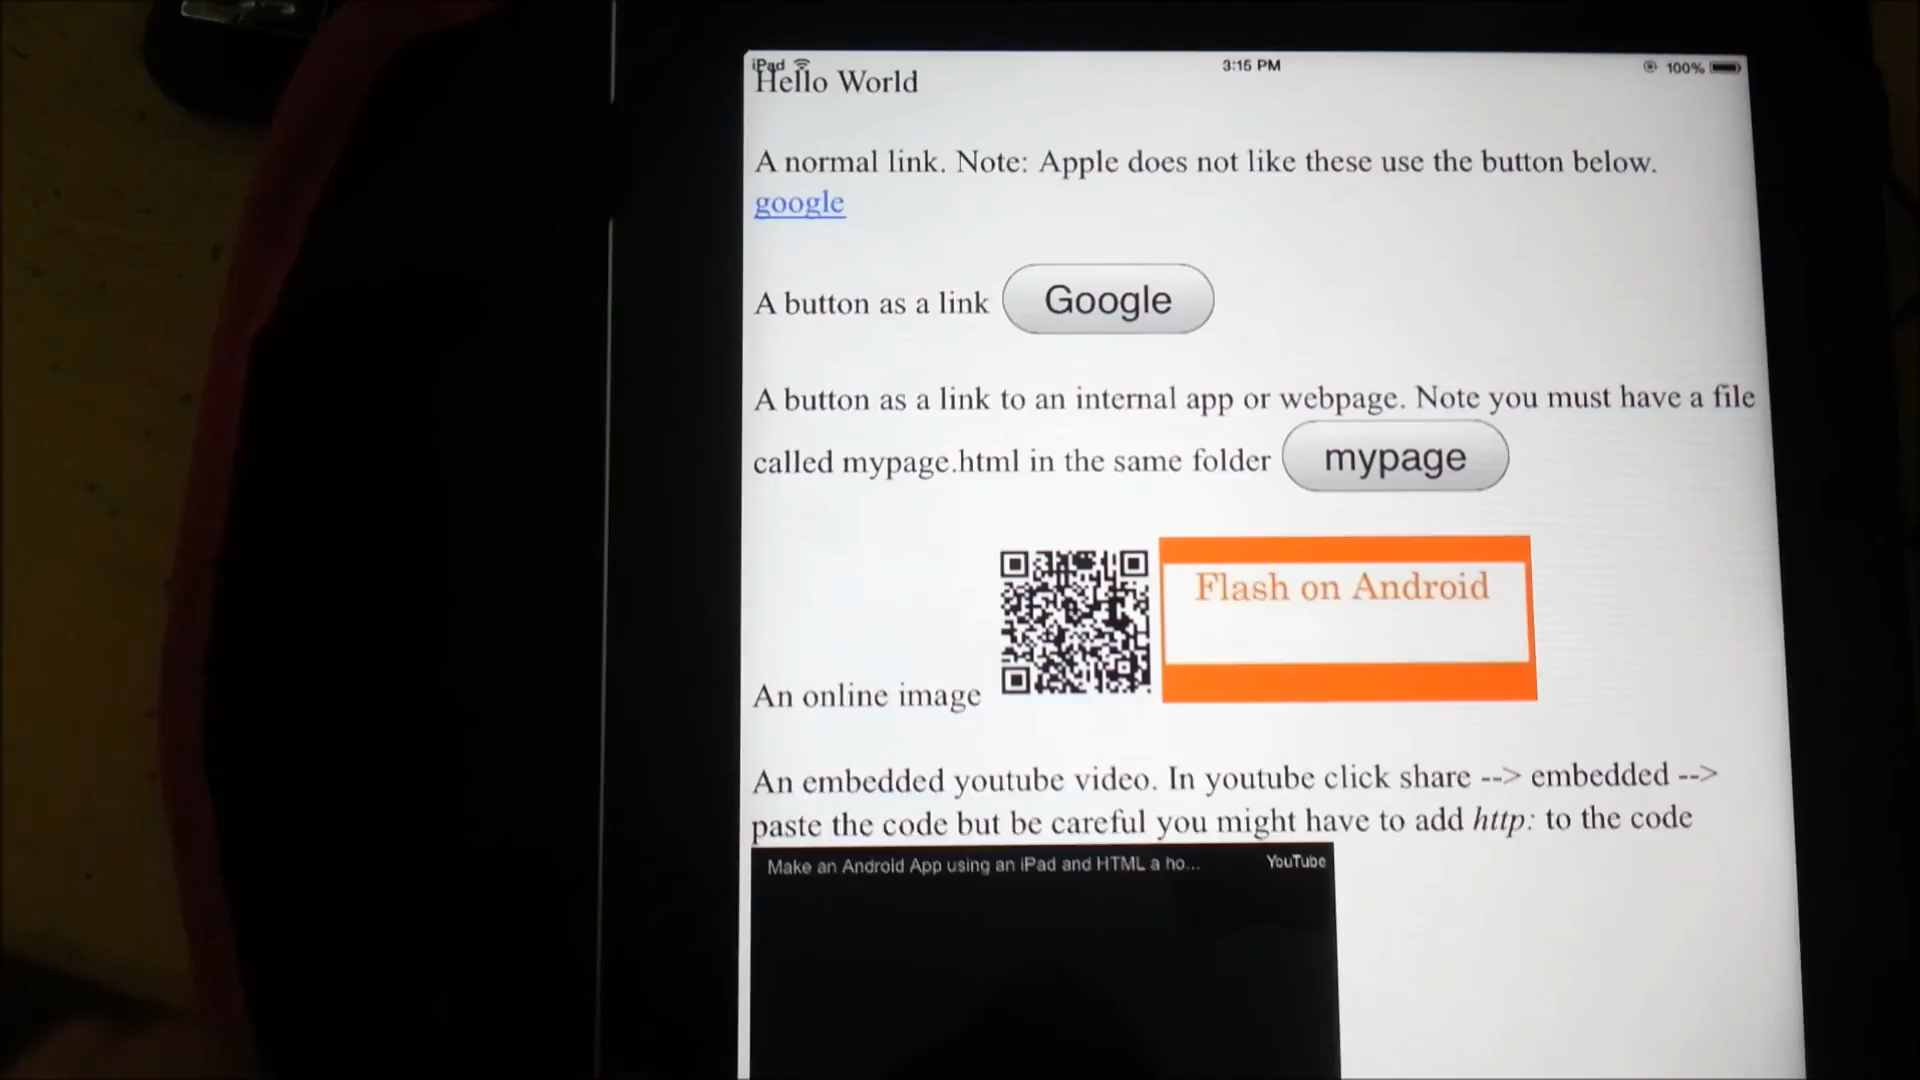 iPad 3:15 PM 100%
Hello World
A normal link. Note: Apple does not like these use the button below.
google
A button as a link Google
A button as a link to an internal app or webpage. Note you must have a file
called mypage.html in the same folder mypage
Flash on Android
An online image
An embedded youtube video. In youtube click share --> embedded -->
paste the code but be careful you might have to add http: to the code
Make an Android App using an iPad and HTML a ho... YouTube